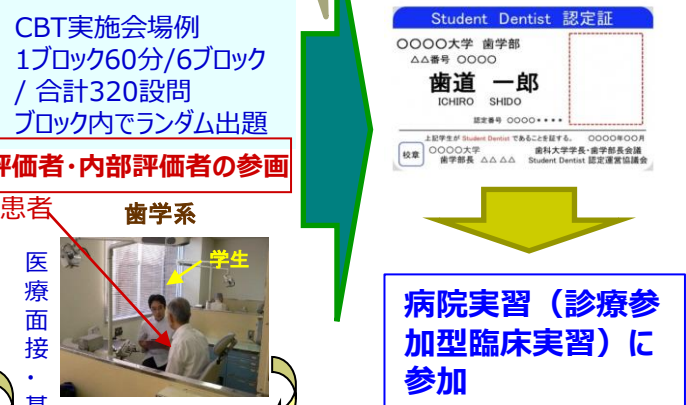 CBT実施会場例
1ブロック60分/6ブロック
/ 合計320設問
ブロック内でランダム出題
評価者・内部評価者の参画
患者
歯学系
学生
医療面接・基
Student Dentist 認定証
○○○○大学 歯学部
△△番号 ○○○○
歯道 一郎
ICHIRO SHIDO
認定番号 ○○○○****
上記学生が Student Dentist であることを証する。 ○○○○年○○月
校章
○○○○大学
歯学部長 △△ △△
歯科大学学長・歯学部長会議
Student Dentist 認定運営協議会
病院実習（診療参
加型臨床実習）に
参加